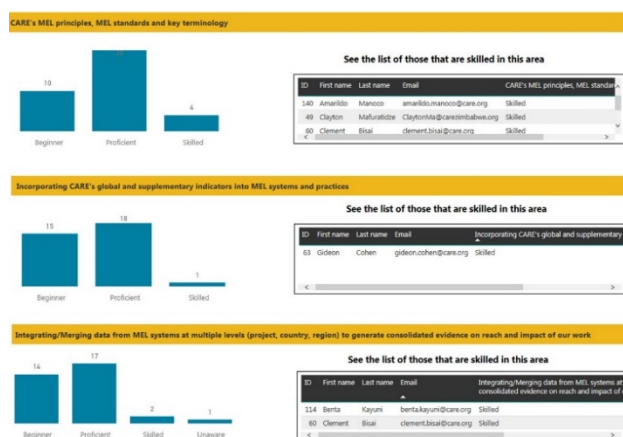 CARE's MEL principles, MEL standards and key terminology
10
4
Beginner Proficient Skilled
See the list of those that are skilled in this area
ID First name Last name Email CARE's MEL principles, MEL standar
140 Amarildo Manoco amarildo.manoco@care.org Skilled
49 Clayton Mafuratidze ClaytonMa@carezimbabwe.org Skilled
60 Clement Bisai clement.bisai@care.org Skilled
Incorporating CARE's global and supplementary indicators into MEL systems and practices
15
18
1
Beginner Proficient Skilled
See the list of those that are skilled in this area
ID First name Last name Email Incorporating CARE's global and supplementary
63 Gideon Cohen gideon.cohen@care.org Skilled
Integrating/Merging data from MEL systems at multiple levels (project, country, region) to generate consolidated evidence on reach and impact of our work
14
17
2
1
Beginner Proficient Skilled Unaware
See the list of those that are skilled in this area
ID First name Last name Email Integrating/Merging data from MEL systems at
consolidated evidence on reach and impact of
114 Benta Kayuni benta.kayuni@care.org Skilled
60 Clement Bisai clement.bisai@care.org Skilled